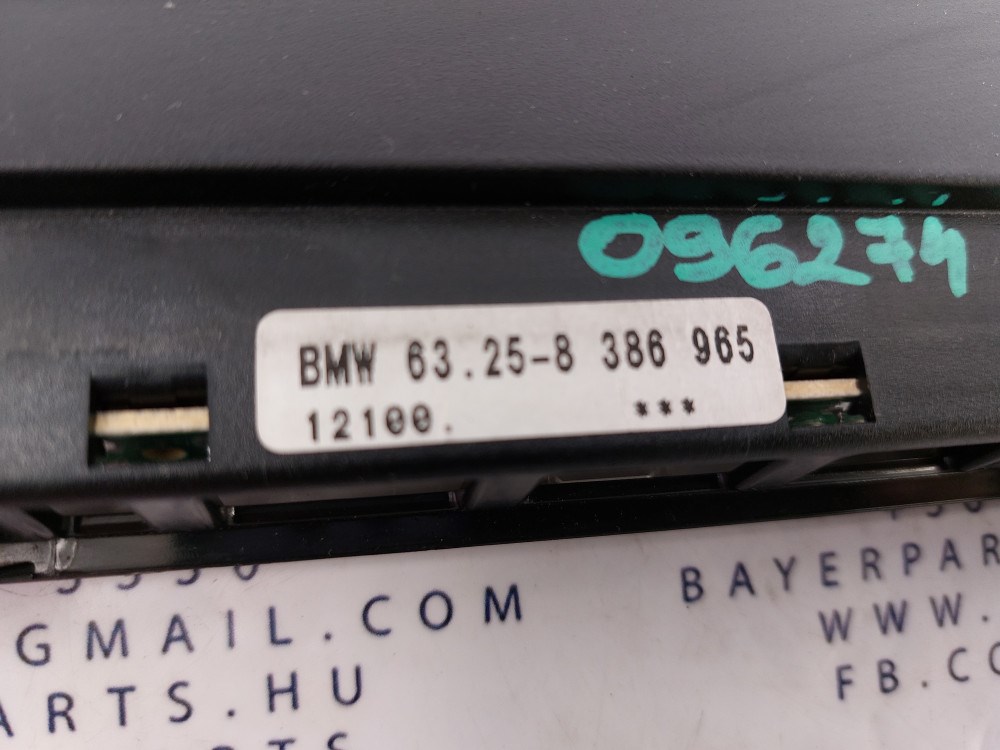 096274
BMW 63.25-8 386 965
12100. ***
GMAIL.COM
ARTS.HU
BAYERPAR
WWW.
FB.CO